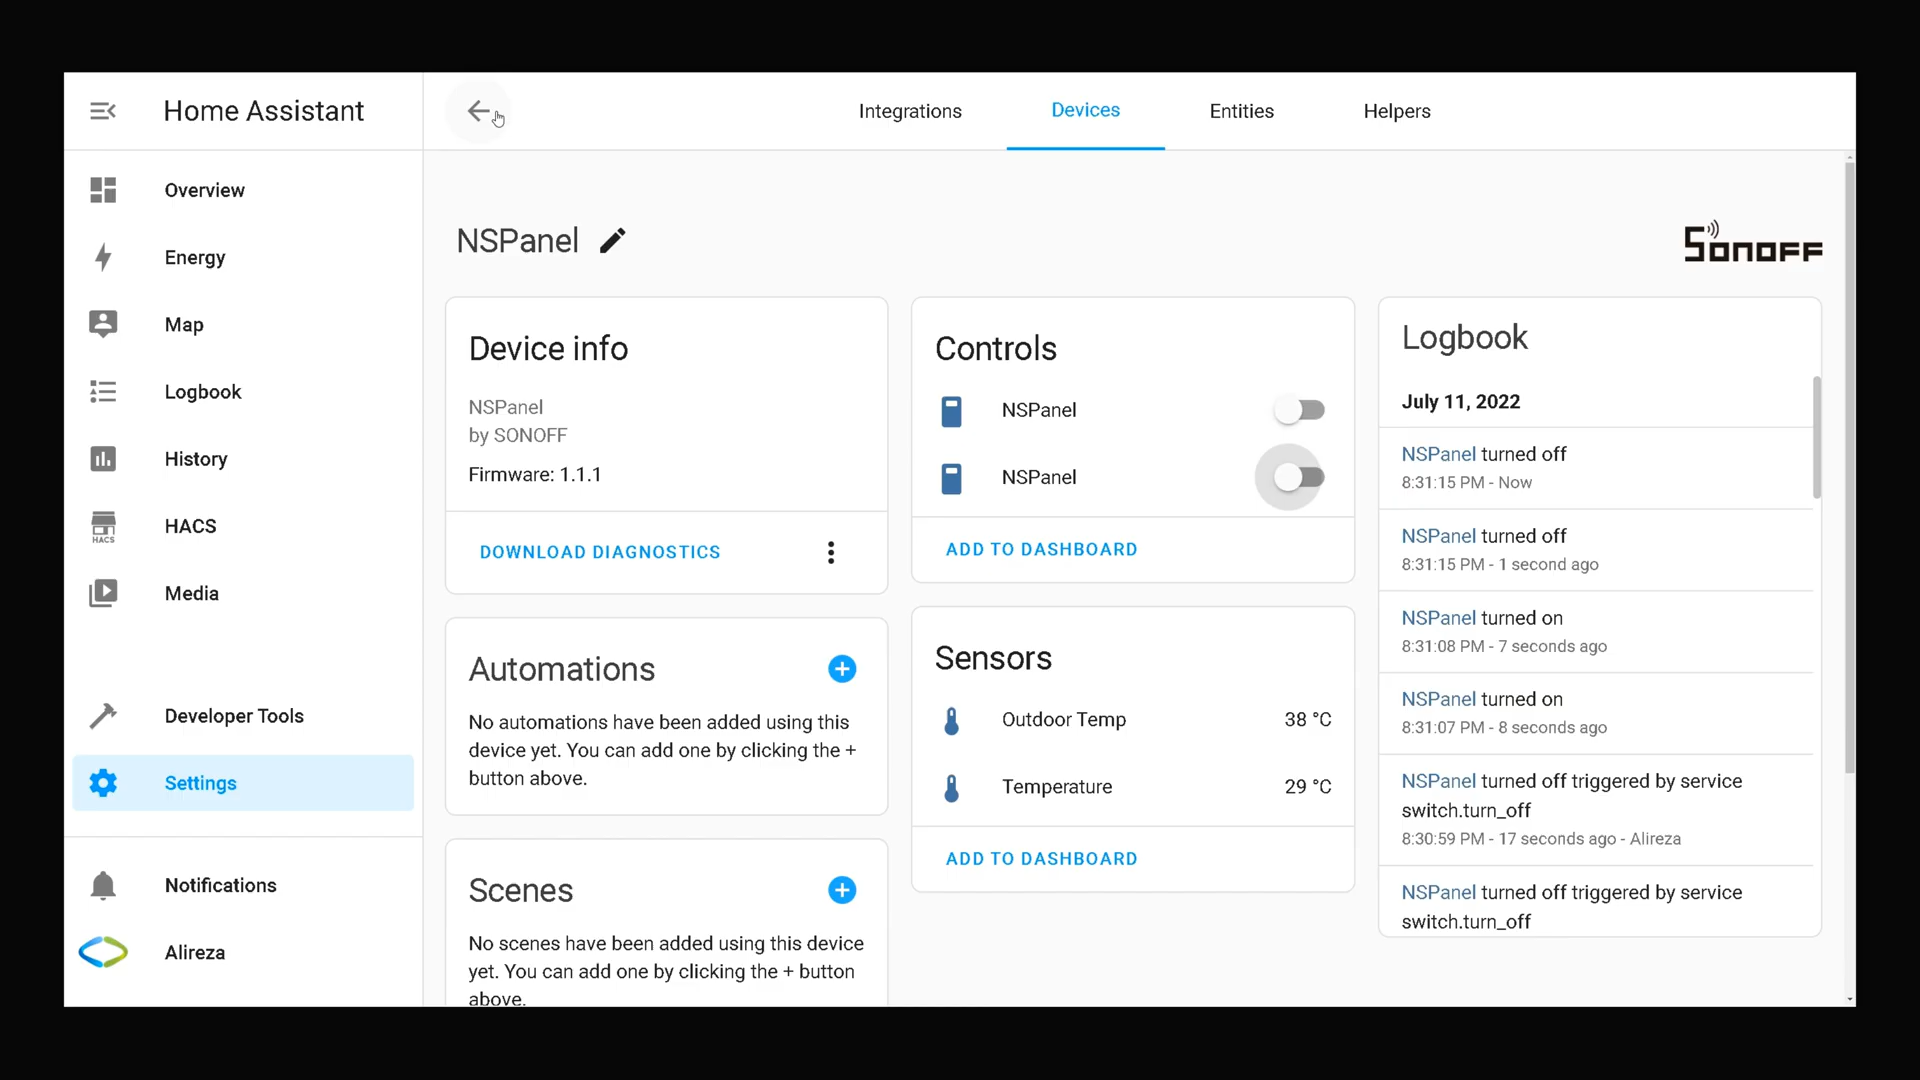 Home Assistant
Integrations
Devices
Entities
Helpers
Overview
Energy
Map
Logbook
History
HACS
HACS
Media
Developer Tools
Settings
Notifications
Alireza
NSPanel
SONOFF
Device info
NSPanel
by SONOFF
Firmware: 1.1.1
DOWNLOAD DIAGNOSTICS
Automations
No automations have been added using this
device yet. You can add one by clicking the +
button above.
Scenes
No scenes have been added using this device
yet. You can add one by clicking the + button
above.
Controls
NSPanel
NSPanel
ADD TO DASHBOARD
Sensors
Outdoor Temp 38 °C
Temperature 29 °C
ADD TO DASHBOARD
Logbook
July 11, 2022
NSPanel turned off
8:31:15 PM - Now
NSPanel turned off
8:31:15 PM - 1 second ago
NSPanel turned on
8:31:08 PM - 7 seconds ago
NSPanel turned on
8:31:07 PM - 8 seconds ago
NSPanel turned off triggered by service
switch.turn_off
8:30:59 PM - 17 seconds ago - Alireza
NSPanel turned off triggered by service
switch.turn_off